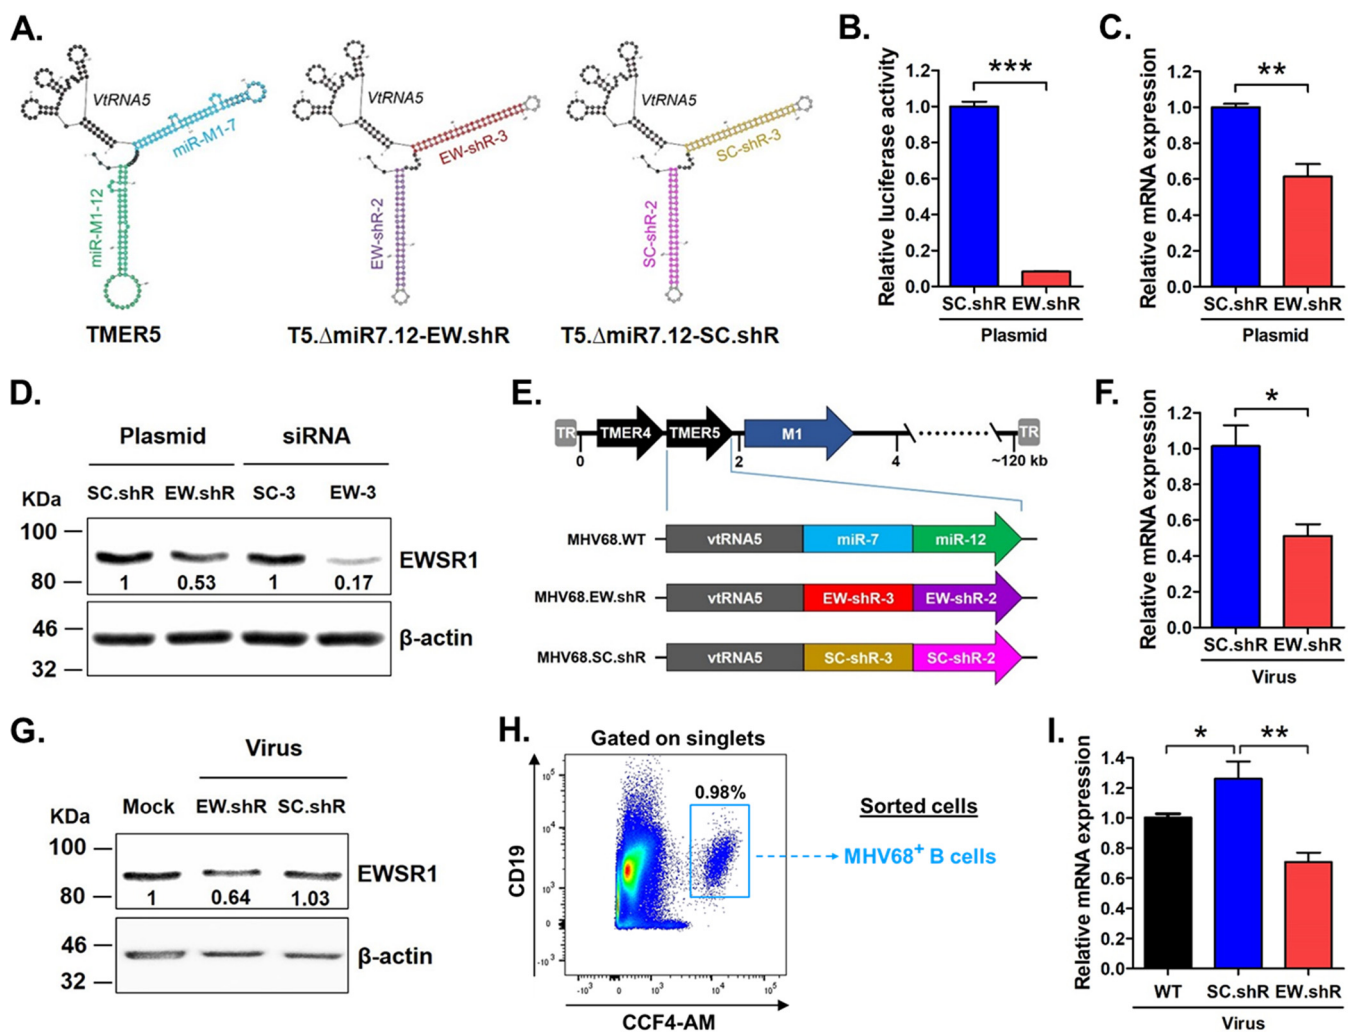 A.
VtRNA5
miR-M1-7
miR-M1-12
TMER5
VtRNA5
EW-shR-3
EW-shR-2
T5.ΔmiR7.12-EW.shR
VtRNA5
SC-shR-3
SC-shR-2
T5.ΔmiR7.12-SC.shR
B.
Relative luciferase activity
1.2
1.0
0.8
0.6
0.4
0.2
0.0
***
SC.shR EW.shR
Plasmid
C.
Relative mRNA expression
1.2
1.0
0.8
0.6
0.4
0.2
0.0
**
SC.shR EW.shR
Plasmid
D.
Plasmid siRNA
KDa SC.shR EW.shR SC-3 EW-3
100
80
EWSR1
1 0.53 1 0.17
46
32
β-actin
E.
TR TMER4 TMER5 M1 TR
0 2 4 ~120 kb
MHV68.WT vtRNA5 miR-7 miR-12
MHV68.EW.shR vtRNA5 EW-shR-3 EW-shR-2
MHV68.SC.shR vtRNA5 SC-shR-3 SC-shR-2
F.
Relative mRNA expression
1.2
1.0
0.8
0.6
0.4
0.2
0.0
*
SC.shR EW.shR
Virus
G.
Virus
KDa Mock EW.shR SC.shR
100
80
EWSR1
1 0.64 1.03
46
32
β-actin
H.
Gated on singlets
0.98%
CD19
10⁵
10⁴
10³
0
-10³
-10³ 0 10³ 10⁴ 10⁵
CCF4-AM
Sorted cells
MHV68⁺ B cells
I.
Relative mRNA expression
1.4
1.2
1.0
0.8
0.6
0.4
0.2
0.0
* **
WT SC.shR EW.shR
Virus